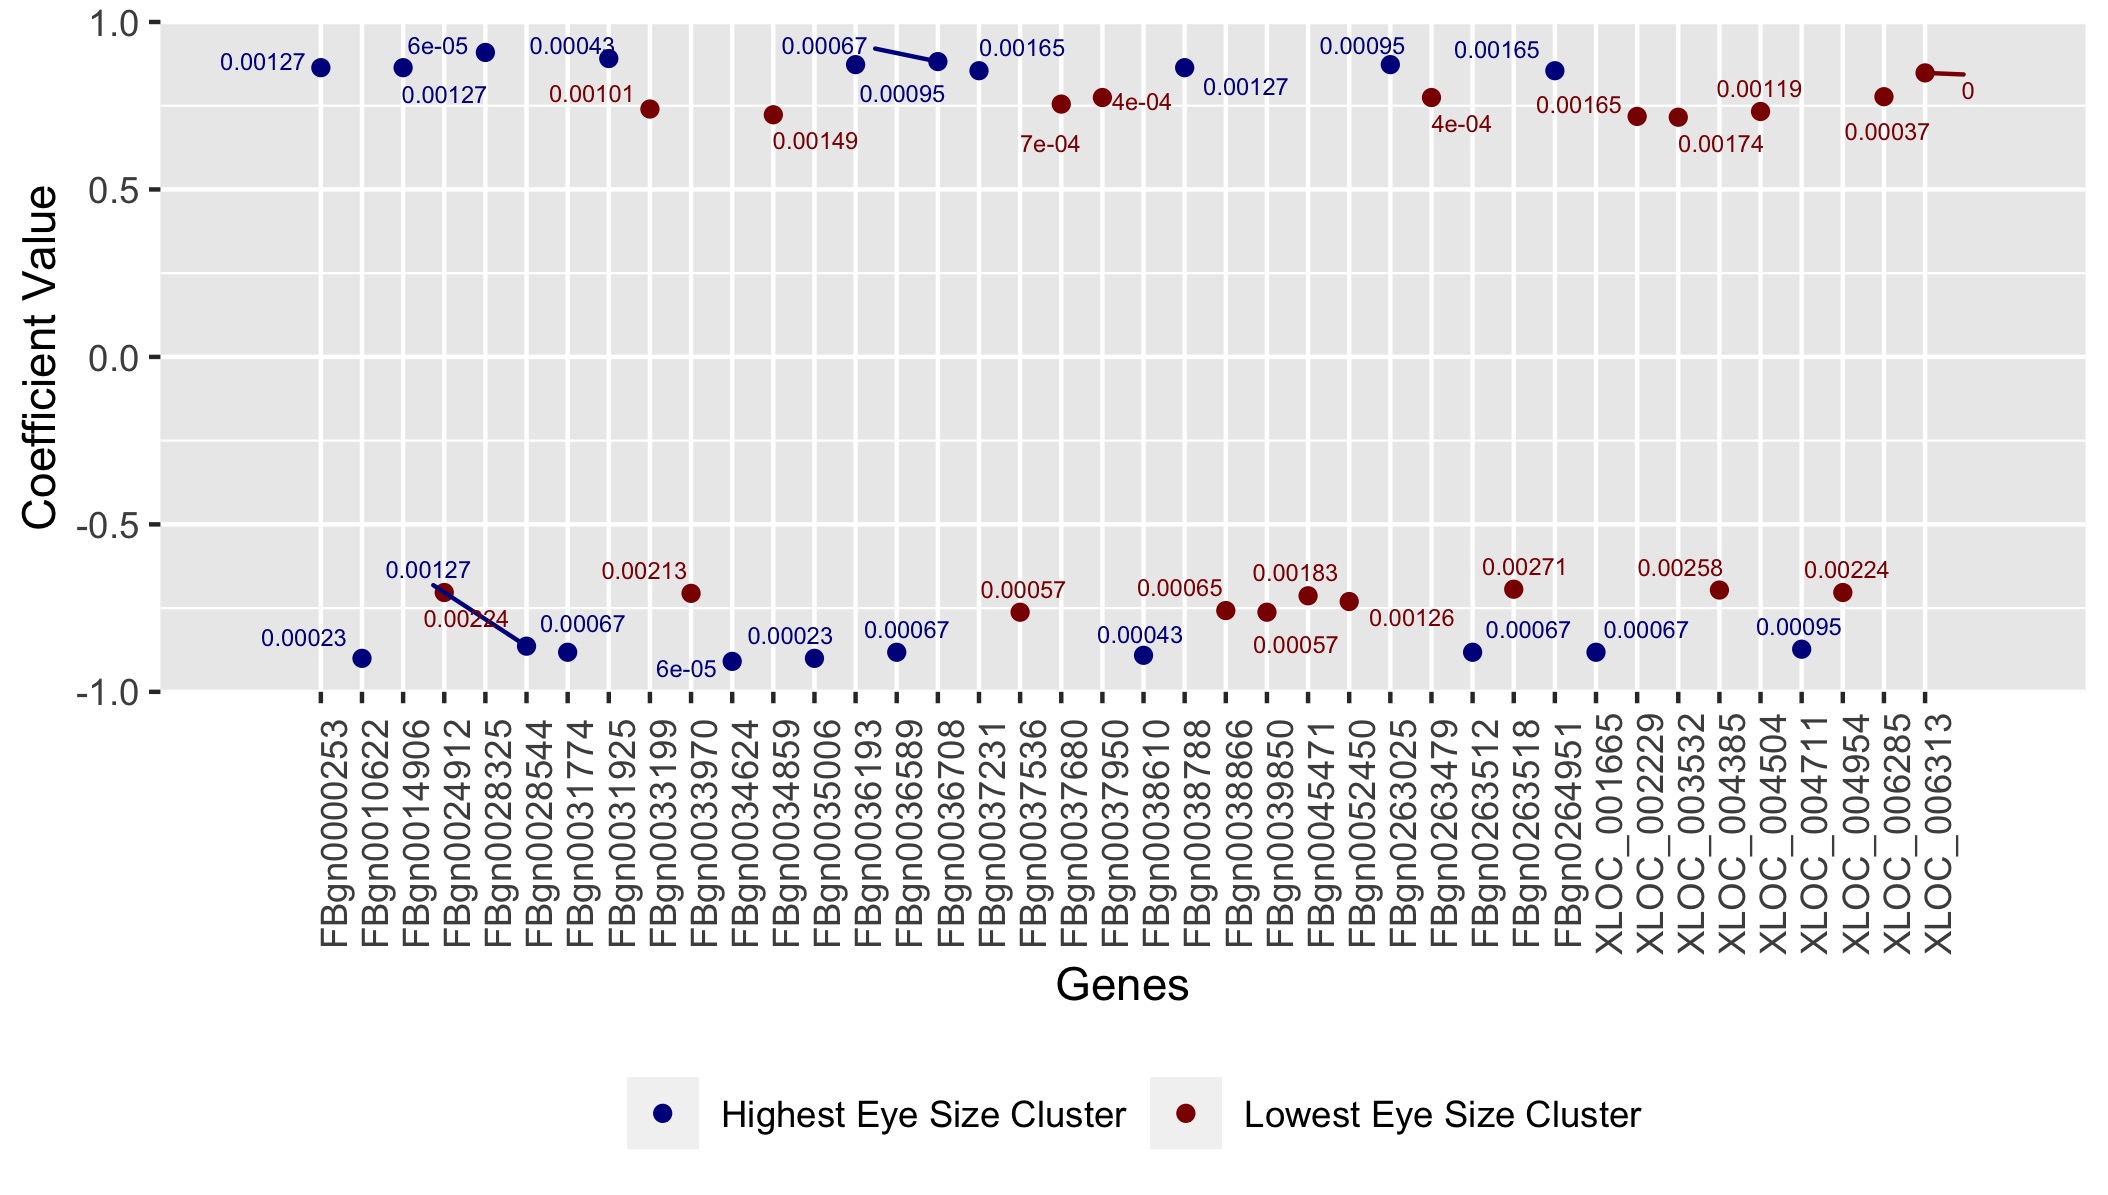 Coefficient Value
1.0
0.5
0.0
-0.5
-1.0
0.00127
6e-05
0.00127
0.00043
0.00101
0.00149
0.00067
0.00095
0.00165
7e-04
4e-04
0.00127
0.00095
4e-04
0.00165
0.00165
0.00174
0.00119
0.00037
0
0.00023
0.00127
0.00224
0.00067
0.00213
6e-05
0.00023
0.00067
0.00057
0.00043
0.00065
0.00057
0.00183
0.00126
0.00067
0.00271
0.00067
0.00258
0.00095
0.00224
FBgn0000253
FBgn0010622
FBgn0014906
FBgn0024912
FBgn0028325
FBgn0028544
FBgn0031774
FBgn0031925
FBgn0033199
FBgn0033970
FBgn0034624
FBgn0034859
FBgn0035006
FBgn0036193
FBgn0036589
FBgn0036708
FBgn0037231
FBgn0037536
FBgn0037680
FBgn0037950
FBgn0038610
FBgn0038788
FBgn0038866
FBgn0039850
FBgn0045471
FBgn0052450
FBgn0263025
FBgn0263479
FBgn0263512
FBgn0263518
FBgn0264951
XLOC_001665
XLOC_002229
XLOC_003532
XLOC_004385
XLOC_004504
XLOC_004711
XLOC_004954
XLOC_006285
XLOC_006313
Genes
Highest Eye Size Cluster
Lowest Eye Size Cluster